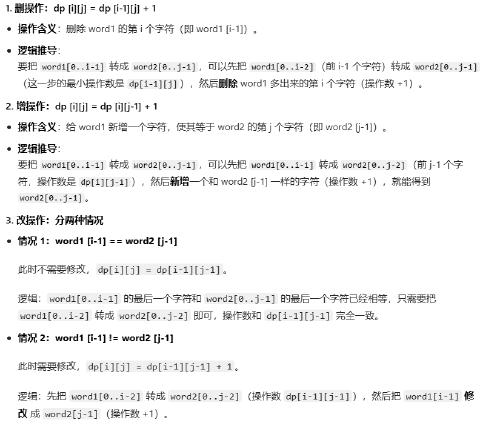 1. 删操作：dp [i][j] = dp [i-1][j] + 1
• 操作含义：删除 word1 的第 i 个字符（即 word1 [i-1]）。
• 逻辑推导：
要把 word1[0..i-1] 转成 word2[0..j-1]，可以先把 word1[0..i-2]（前 i-1 个字符）转成 word2[0..j-1]
（这一步的最小操作数是 dp[i-1][j]），然后删除 word1 多出来的第 i 个字符（操作数 +1）。
2. 增操作：dp [i][j] = dp [i][j-1] + 1
• 操作含义：给 word1 新增一个字符，使其等于 word2 的第 j 个字符（即 word2 [j-1]）。
• 逻辑推导：
要把 word1[0..i-1] 转成 word2[0..j-1]，可以先把 word1[0..i-1] 转成 word2[0..j-2]（前 j-1 个字
符，操作数是 dp[i][j-1]），然后新增一个和 word2 [j-1] 一样的字符（操作数 +1），就能得到
word2[0..j-1]。
3. 改操作：分两种情况
• 情况 1：word1 [i-1] == word2 [j-1]
此时不需要修改，dp[i][j] = dp[i-1][j-1]。
逻辑：word1[0..i-1] 的最后一个字符和 word2[0..j-1] 的最后一个字符已经相等，只需要把
word1[0..i-2] 转成 word2[0..j-2] 即可，操作数和 dp[i-1][j-1] 完全一致。
• 情况 2：word1 [i-1] != word2 [j-1]
此时需要修改，dp[i][j] = dp[i-1][j-1] + 1。
逻辑：先把 word1[0..i-2] 转成 word2[0..j-2]（操作数 dp[i-1][j-1]），然后把 word1[i-1] 修
改 成 word2[j-1]（操作数 +1）。